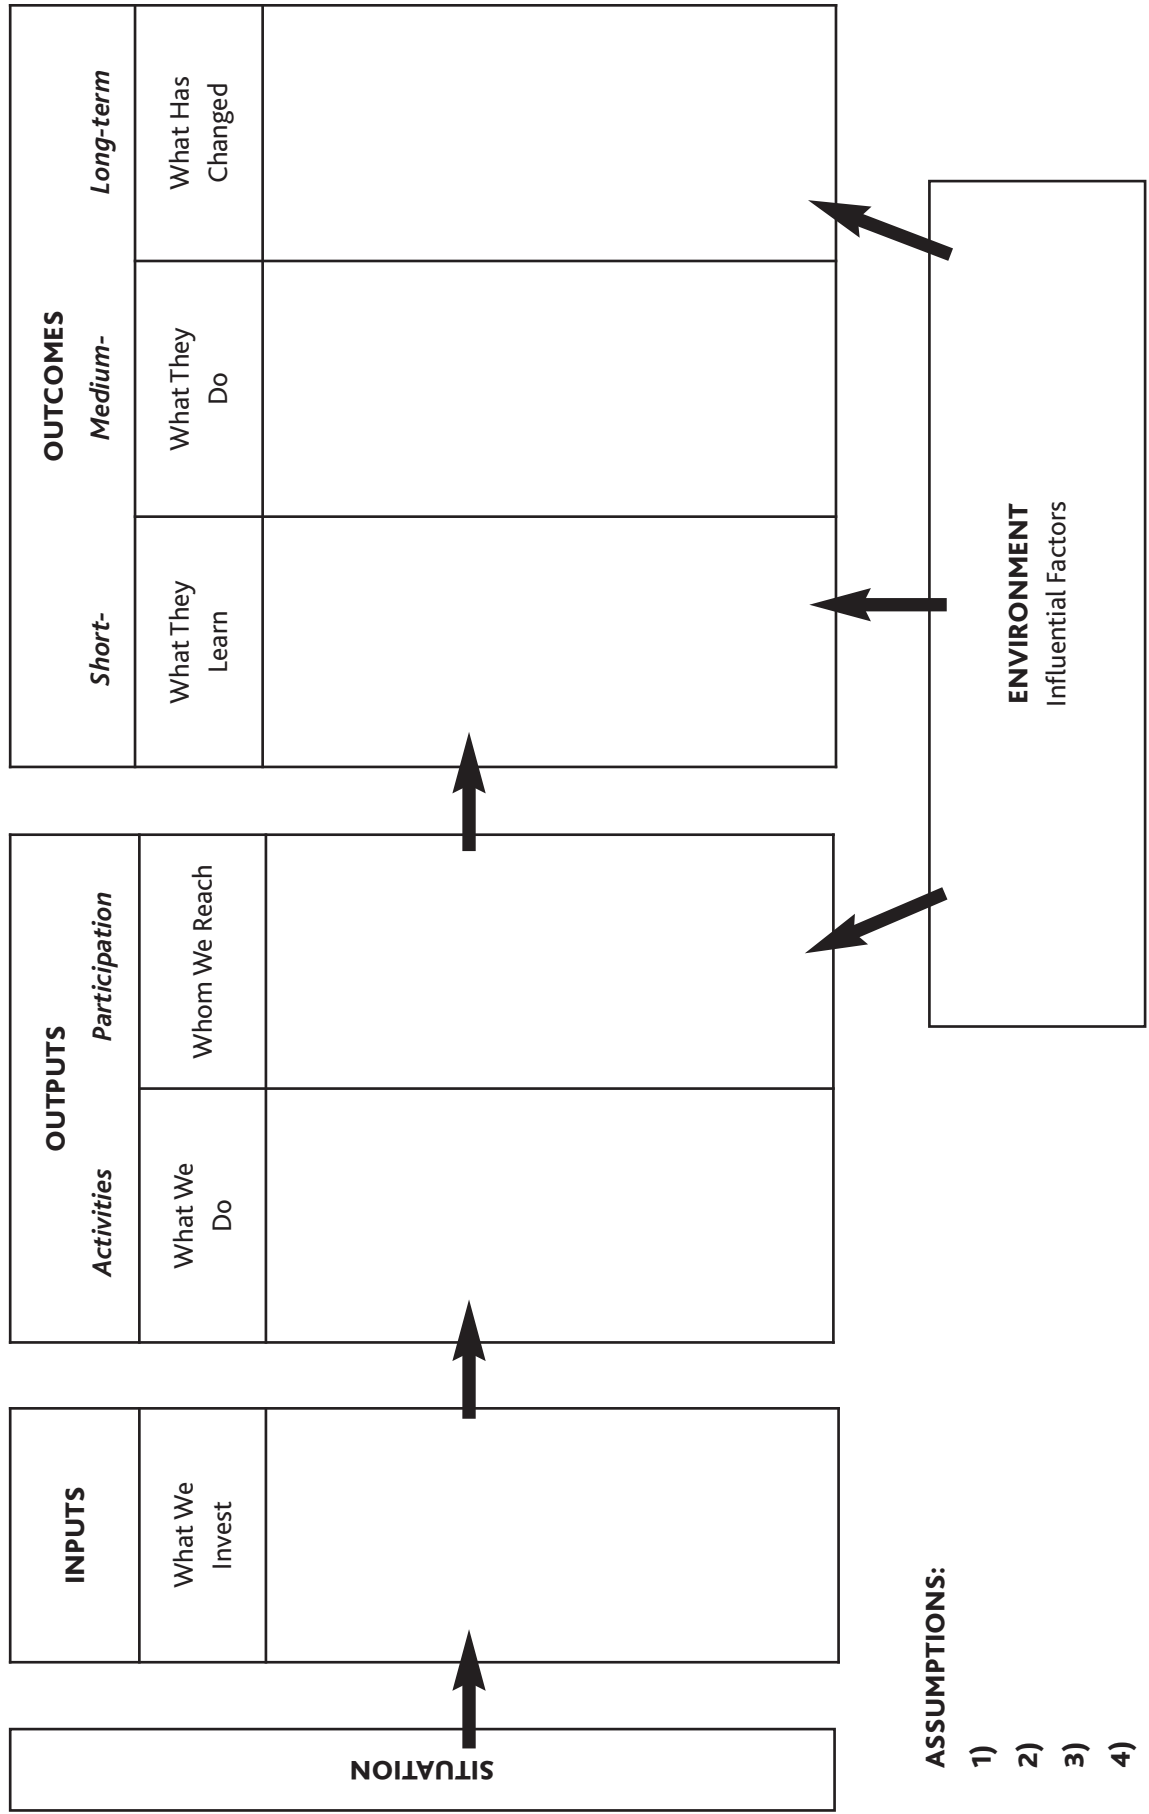 SITUATION
INPUTS
What We
Invest
OUTPUTS
Activities
Participation
What We
Do
Whom We Reach
OUTCOMES
Short-
Medium-
Long-term
What They
Learn
What They
Do
What Has
Changed
ASSUMPTIONS:
1)
2)
3)
4)
ENVIRONMENT
Influential Factors